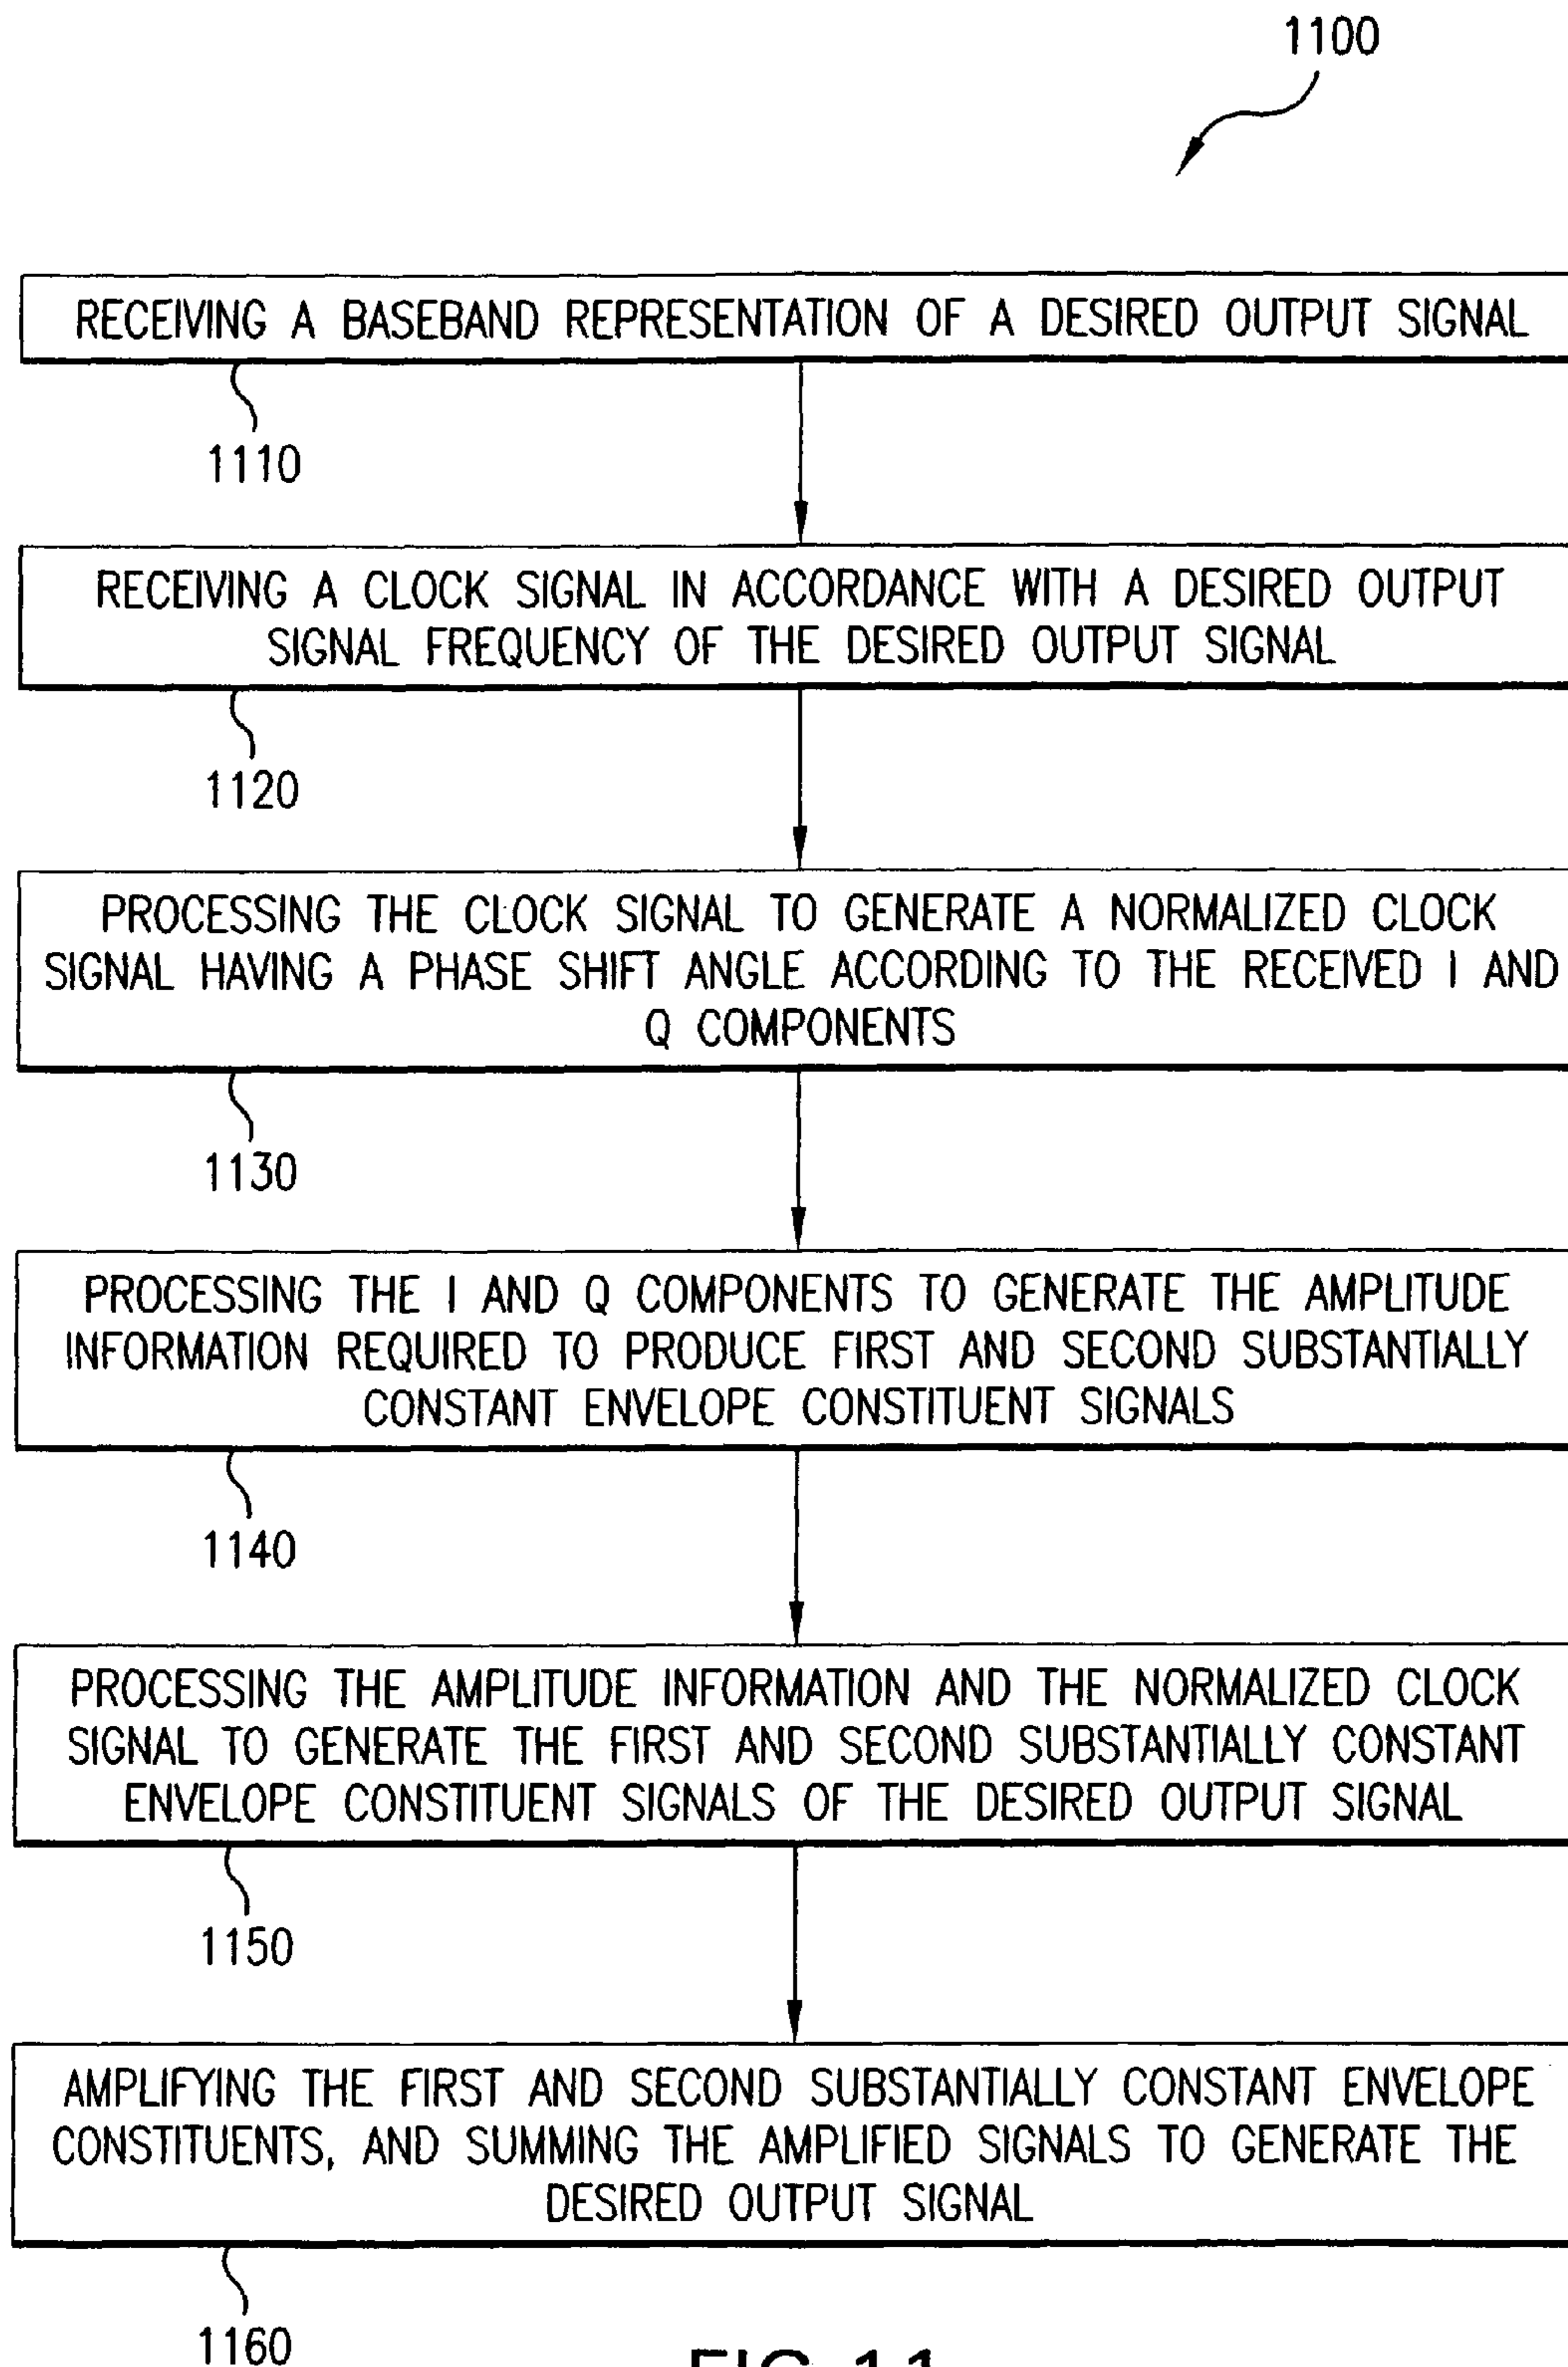 1100
RECEIVING A BASEBAND REPRESENTATION OF A DESIRED OUTPUT SIGNAL
1110
RECEIVING A CLOCK SIGNAL IN ACCORDANCE WITH A DESIRED OUTPUT
SIGNAL FREQUENCY OF THE DESIRED OUTPUT SIGNAL
1120
PROCESSING THE CLOCK SIGNAL TO GENERATE A NORMALIZED CLOCK
SIGNAL HAVING A PHASE SHIFT ANGLE ACCORDING TO THE RECEIVED I AND
Q COMPONENTS
1130
PROCESSING THE I AND Q COMPONENTS TO GENERATE THE AMPLITUDE
INFORMATION REQUIRED TO PRODUCE FIRST AND SECOND SUBSTANTIALLY
CONSTANT ENVELOPE CONSTITUENT SIGNALS
1140
PROCESSING THE AMPLITUDE INFORMATION AND THE NORMALIZED CLOCK
SIGNAL TO GENERATE THE FIRST AND SECOND SUBSTANTIALLY CONSTANT
ENVELOPE CONSTITUENT SIGNALS OF THE DESIRED OUTPUT SIGNAL
1150
AMPLIFYING THE FIRST AND SECOND SUBSTANTIALLY CONSTANT ENVELOPE
CONSTITUENTS, AND SUMMING THE AMPLIFIED SIGNALS TO GENERATE THE
DESIRED OUTPUT SIGNAL
1160
FIG.11